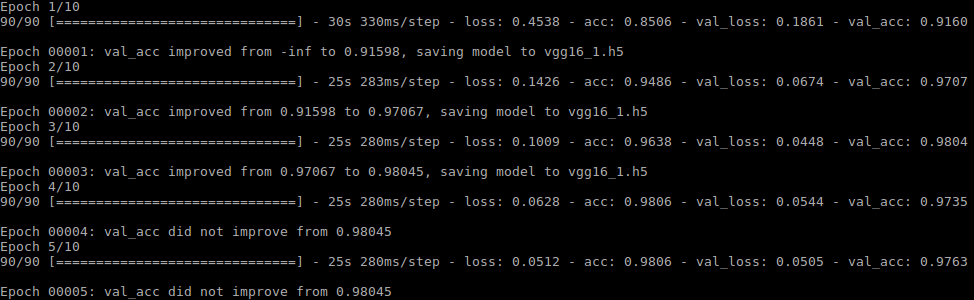 Epoch 1/10
90/90 [==============================] - 30s 330ms/step - loss: 0.4538 - acc: 0.8506 - val_loss: 0.1861 - val_acc: 0.9160
Epoch 00001: val_acc improved from -inf to 0.91598, saving model to vgg16_1.h5
Epoch 2/10
90/90 [==============================] - 25s 283ms/step - loss: 0.1426 - acc: 0.9486 - val_loss: 0.0674 - val_acc: 0.9707
Epoch 00002: val_acc improved from 0.91598 to 0.97067, saving model to vgg16_1.h5
Epoch 3/10
90/90 [==============================] - 25s 280ms/step - loss: 0.1009 - acc: 0.9638 - val_loss: 0.0448 - val_acc: 0.9804
Epoch 00003: val_acc improved from 0.97067 to 0.98045, saving model to vgg16_1.h5
Epoch 4/10
90/90 [==============================] - 25s 280ms/step - loss: 0.0628 - acc: 0.9806 - val_loss: 0.0544 - val_acc: 0.9735
Epoch 00004: val_acc did not improve from 0.98045
Epoch 5/10
90/90 [==============================] - 25s 280ms/step - loss: 0.0512 - acc: 0.9806 - val_loss: 0.0505 - val_acc: 0.9763
Epoch 00005: val_acc did not improve from 0.98045